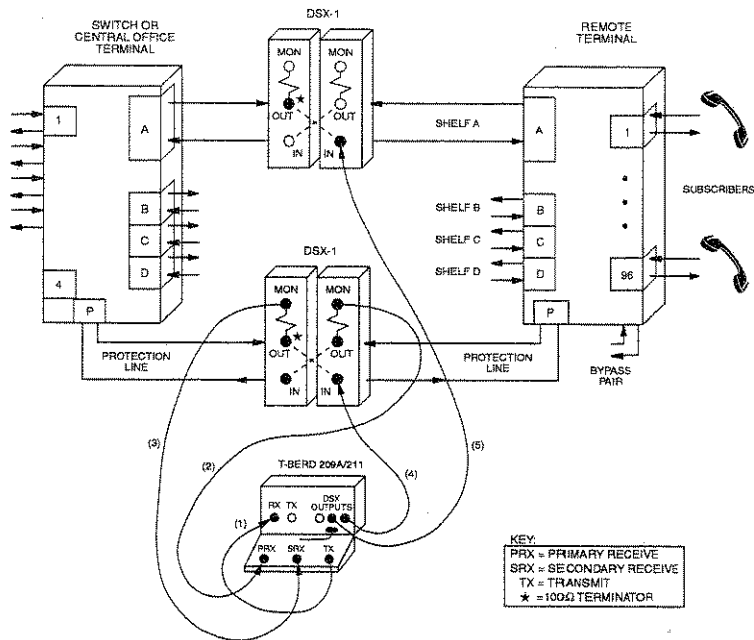 DSX-1
SWITCH OR
CENTRAL OFFICE
TERMINAL
REMOTE
TERMINAL
MON
MON
1
A
★
OUT
OUT
SHELF A
A
1
IN
IN
SUBSCRIBERS
B
SHELF B
B
C
SHELF C
C
DSX-1
D
SHELF D
D
4
96
MON
MON
P
P
★
OUT
OUT
PROTECTION
LINE
PROTECTION
LINE
BYPASS
PAIR
IN
IN
(3)
(2)
(4)
(5)
T-BERD 209A/211
RX TX
DSX
OUTPUTS
(1)
PRX SRX TX
KEY:
PRX = PRIMARY RECEIVE
SRX = SECONDARY RECEIVE
TX = TRANSMIT
★ = 100Ω TERMINATOR